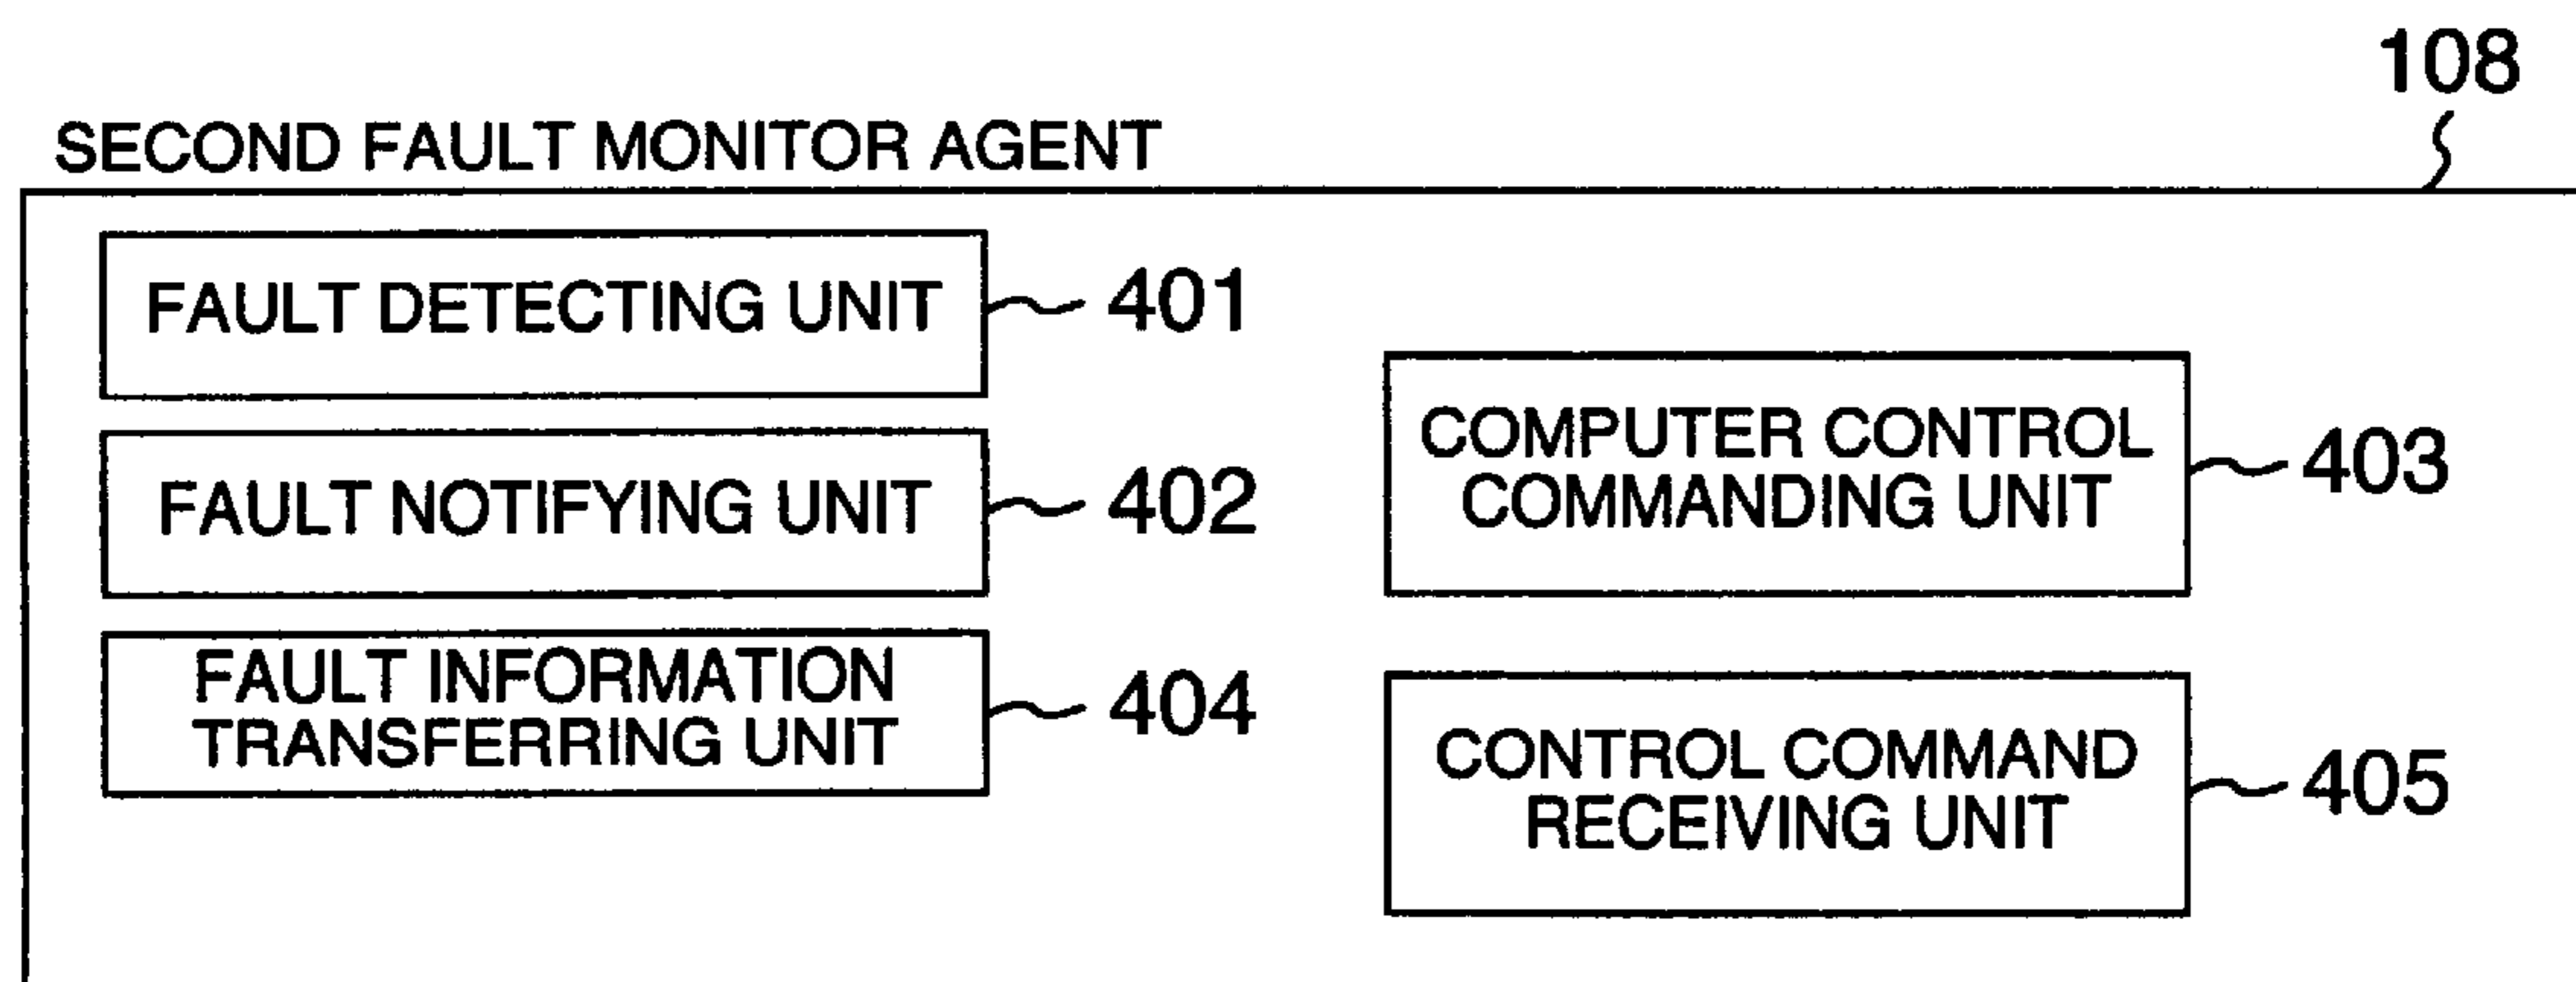 108
SECOND FAULT MONITOR AGENT
FAULT DETECTING UNIT
401
FAULT NOTIFYING UNIT
402
FAULT INFORMATION
TRANSFERRING UNIT
404
COMPUTER CONTROL
COMMANDING UNIT
403
CONTROL COMMAND
RECEIVING UNIT
405